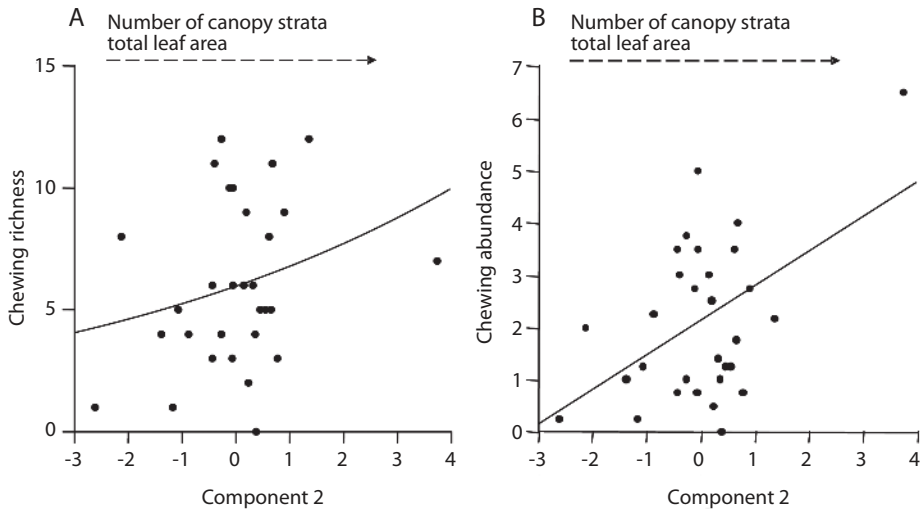 A
Number of canopy strata
total leaf area
15
10
5
0
Chewing richness
-3 -2 -1 0 1 2 3 4
Component 2
B
Number of canopy strata
total leaf area
7
6
5
4
3
2
1
0
Chewing abundance
-3 -2 -1 0 1 2 3 4
Component 2